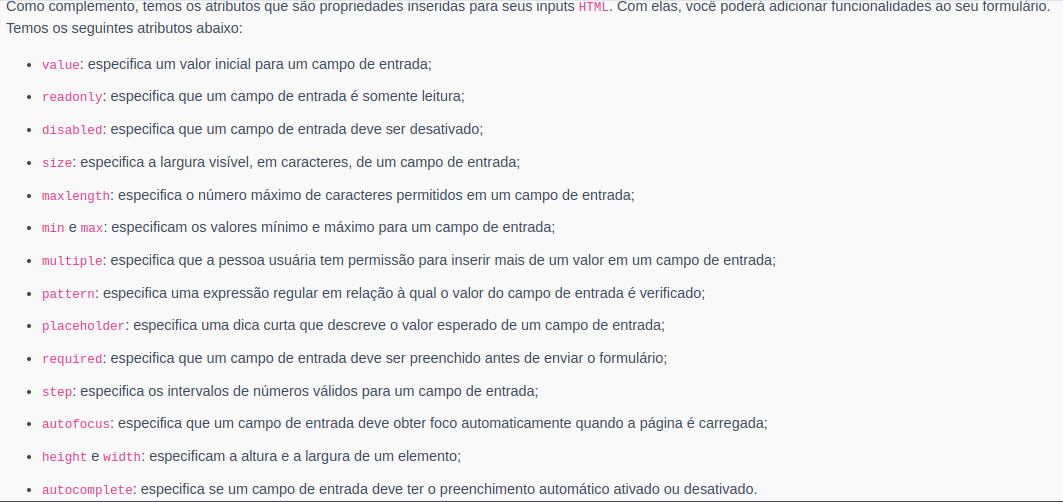 Como complemento, temos os atributos que são propriedades inseridas para seus inputs HTML. Com elas, você poderá adicionar funcionalidades ao seu formulário.
Temos os seguintes atributos abaixo:
• value: especifica um valor inicial para um campo de entrada;
• readonly: especifica que um campo de entrada é somente leitura;
• disabled: especifica que um campo de entrada deve ser desativado;
• size: especifica a largura visível, em caracteres, de um campo de entrada;
• maxlength: especifica o número máximo de caracteres permitidos em um campo de entrada;
• min e max: especificam os valores mínimo e máximo para um campo de entrada;
• multiple: especifica que a pessoa usuária tem permissão para inserir mais de um valor em um campo de entrada;
• pattern: especifica uma expressão regular em relação à qual o valor do campo de entrada é verificado;
• placeholder: especifica uma dica curta que descreve o valor esperado de um campo de entrada;
• required: especifica que um campo de entrada deve ser preenchido antes de enviar o formulário;
• step: especifica os intervalos de números válidos para um campo de entrada;
• autofocus: especifica que um campo de entrada deve obter foco automaticamente quando a página é carregada;
• height e width: especificam a altura e a largura de um elemento;
• autocomplete: especifica se um campo de entrada deve ter o preenchimento automático ativado ou desativado.